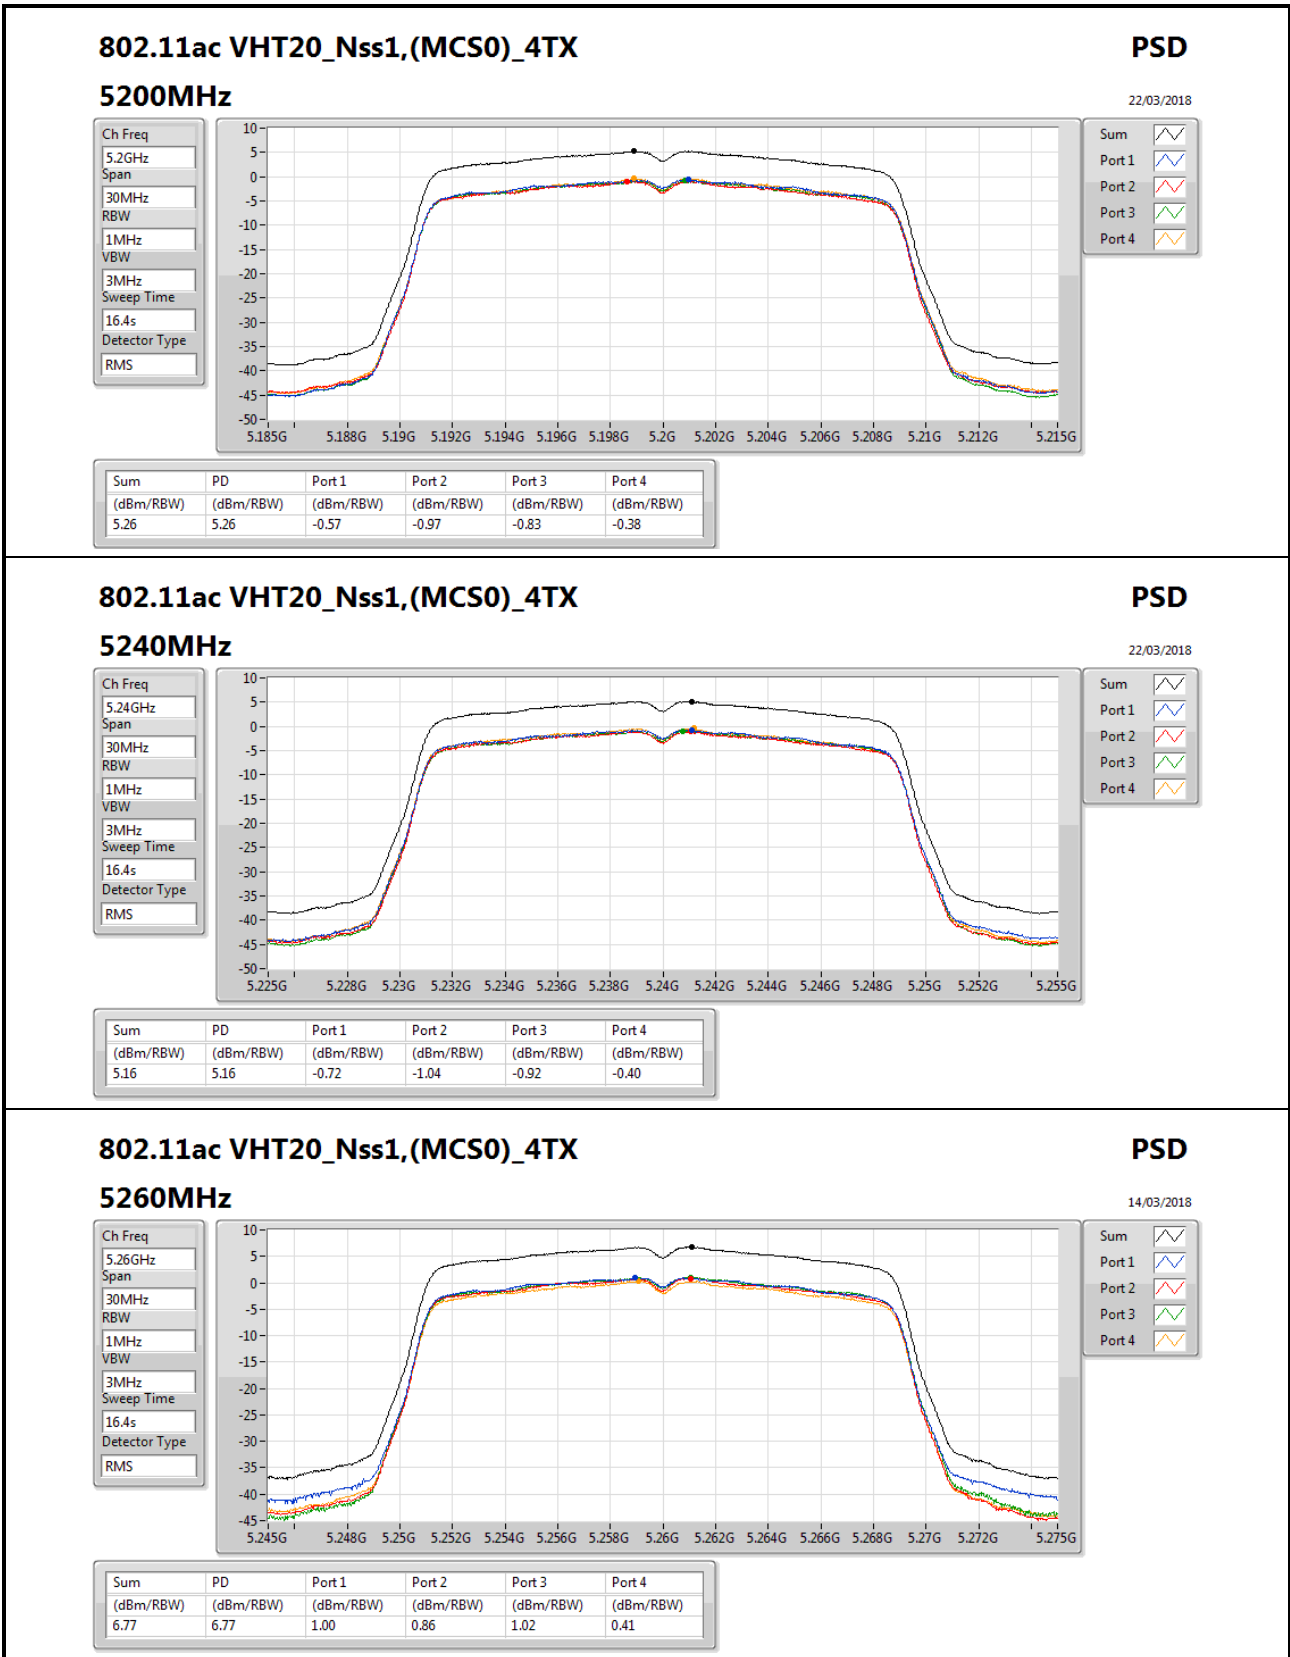 802.11ac VHT20_Nss1,(MCS0)_4TX PSD
5200MHz 22/03/2018
Ch Freq
5.2GHz
Span
30MHz
RBW
1MHz
VBW
3MHz
Sweep Time
16.4s
Detector Type
RMS
10
5
0
-5
-10
-15
-20
-25
-30
-35
-40
-45
-50
5.185G 5.188G 5.19G 5.192G 5.194G 5.196G 5.198G 5.2G 5.202G 5.204G 5.206G 5.208G 5.21G 5.212G 5.215G
Sum
Port 1
Port 2
Port 3
Port 4
Sum PD Port 1 Port 2 Port 3 Port 4
(dBm/RBW) (dBm/RBW) (dBm/RBW) (dBm/RBW) (dBm/RBW) (dBm/RBW)
5.26 5.26 -0.57 -0.97 -0.83 -0.38
802.11ac VHT20_Nss1,(MCS0)_4TX PSD
5240MHz 22/03/2018
Ch Freq
5.24GHz
Span
30MHz
RBW
1MHz
VBW
3MHz
Sweep Time
16.4s
Detector Type
RMS
10
5
0
-5
-10
-15
-20
-25
-30
-35
-40
-45
-50
5.225G 5.228G 5.23G 5.232G 5.234G 5.236G 5.238G 5.24G 5.242G 5.244G 5.246G 5.248G 5.25G 5.252G 5.255G
Sum
Port 1
Port 2
Port 3
Port 4
Sum PD Port 1 Port 2 Port 3 Port 4
(dBm/RBW) (dBm/RBW) (dBm/RBW) (dBm/RBW) (dBm/RBW) (dBm/RBW)
5.16 5.16 -0.72 -1.04 -0.92 -0.40
802.11ac VHT20_Nss1,(MCS0)_4TX PSD
5260MHz 14/03/2018
Ch Freq
5.26GHz
Span
30MHz
RBW
1MHz
VBW
3MHz
Sweep Time
16.4s
Detector Type
RMS
10
5
0
-5
-10
-15
-20
-25
-30
-35
-40
-45
5.245G 5.248G 5.25G 5.252G 5.254G 5.256G 5.258G 5.26G 5.262G 5.264G 5.266G 5.268G 5.27G 5.272G 5.275G
Sum
Port 1
Port 2
Port 3
Port 4
Sum PD Port 1 Port 2 Port 3 Port 4
(dBm/RBW) (dBm/RBW) (dBm/RBW) (dBm/RBW) (dBm/RBW) (dBm/RBW)
6.77 6.77 1.00 0.86 1.02 0.41